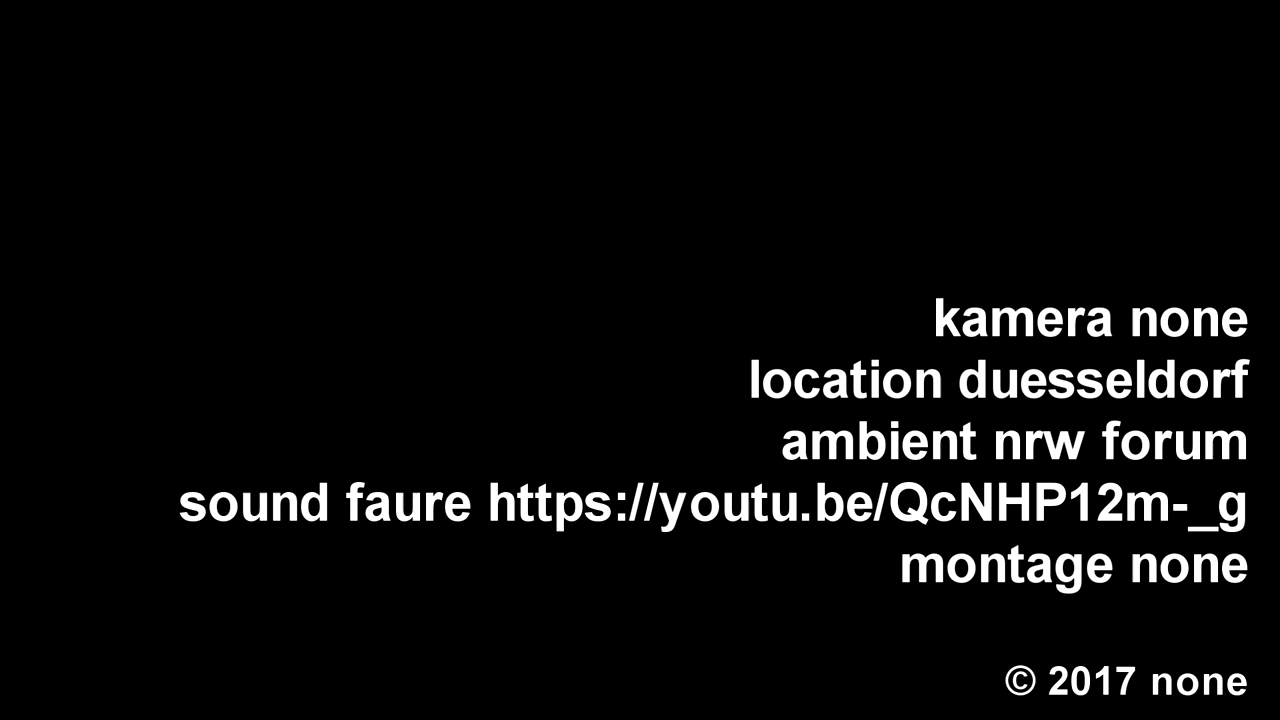 kamera none
location duesseldorf
ambient nrw forum
sound faure https://youtu.be/QcNHP12m-_g
montage none
© 2017 none